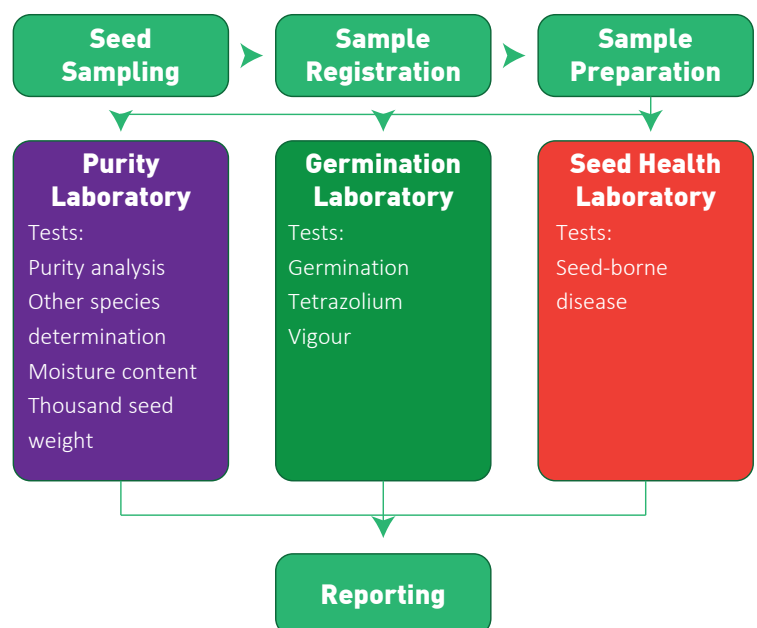 Seed
Sampling
Sample
Registration
Sample
Preparation
Purity
Laboratory
Tests:
Purity analysis
Other species
determination
Moisture content
Thousand seed
weight
Germination
Laboratory
Tests:
Germination
Tetrazolium
Vigour
Seed Health
Laboratory
Tests:
Seed-borne
disease
Reporting